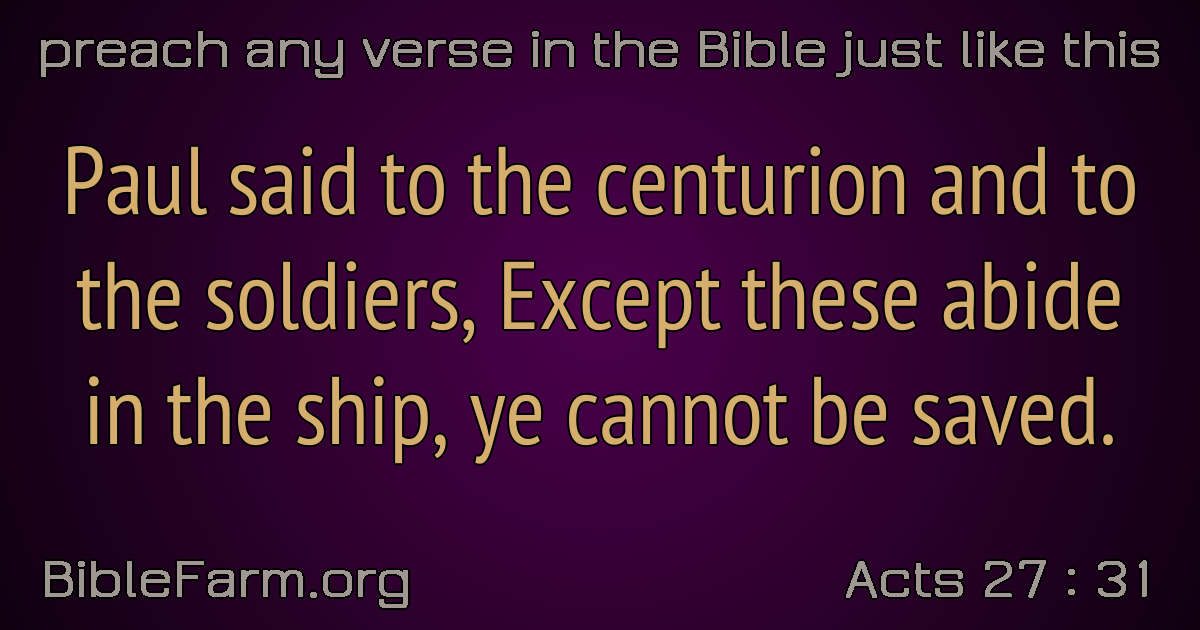 preach any verse in the Bible just like this
Paul said to the centurion and to
the soldiers, Except these abide
in the ship, ye cannot be saved.
BibleFarm.org
Acts 27 : 31